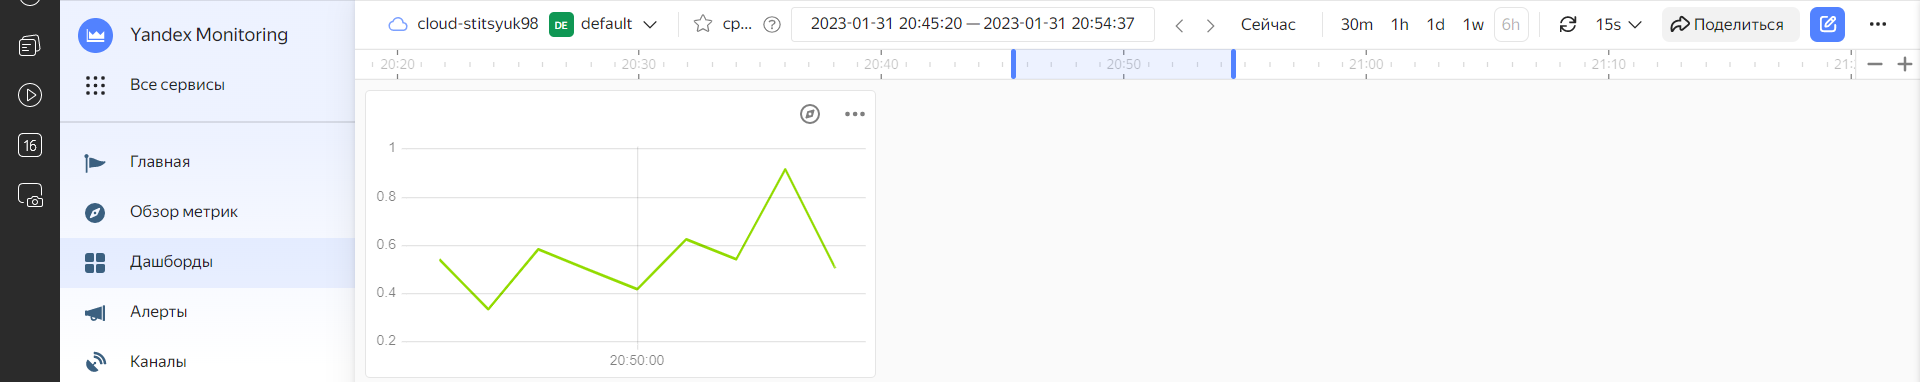 Yandex Monitoring
Все сервисы
Главная
Обзор метрик
Дашборды
Алерты
Каналы
16
cloud-stitsyuk98 DE default ср... 2023-01-31 20:45:20 — 2023-01-31 20:54:37 Сейчас 30m 1h 1d 1w 6h 15s Поделиться
20:20 20:30 20:40 20:50 21:00 21:10 21:
1
0.8
0.6
0.4
0.2
20:50:00